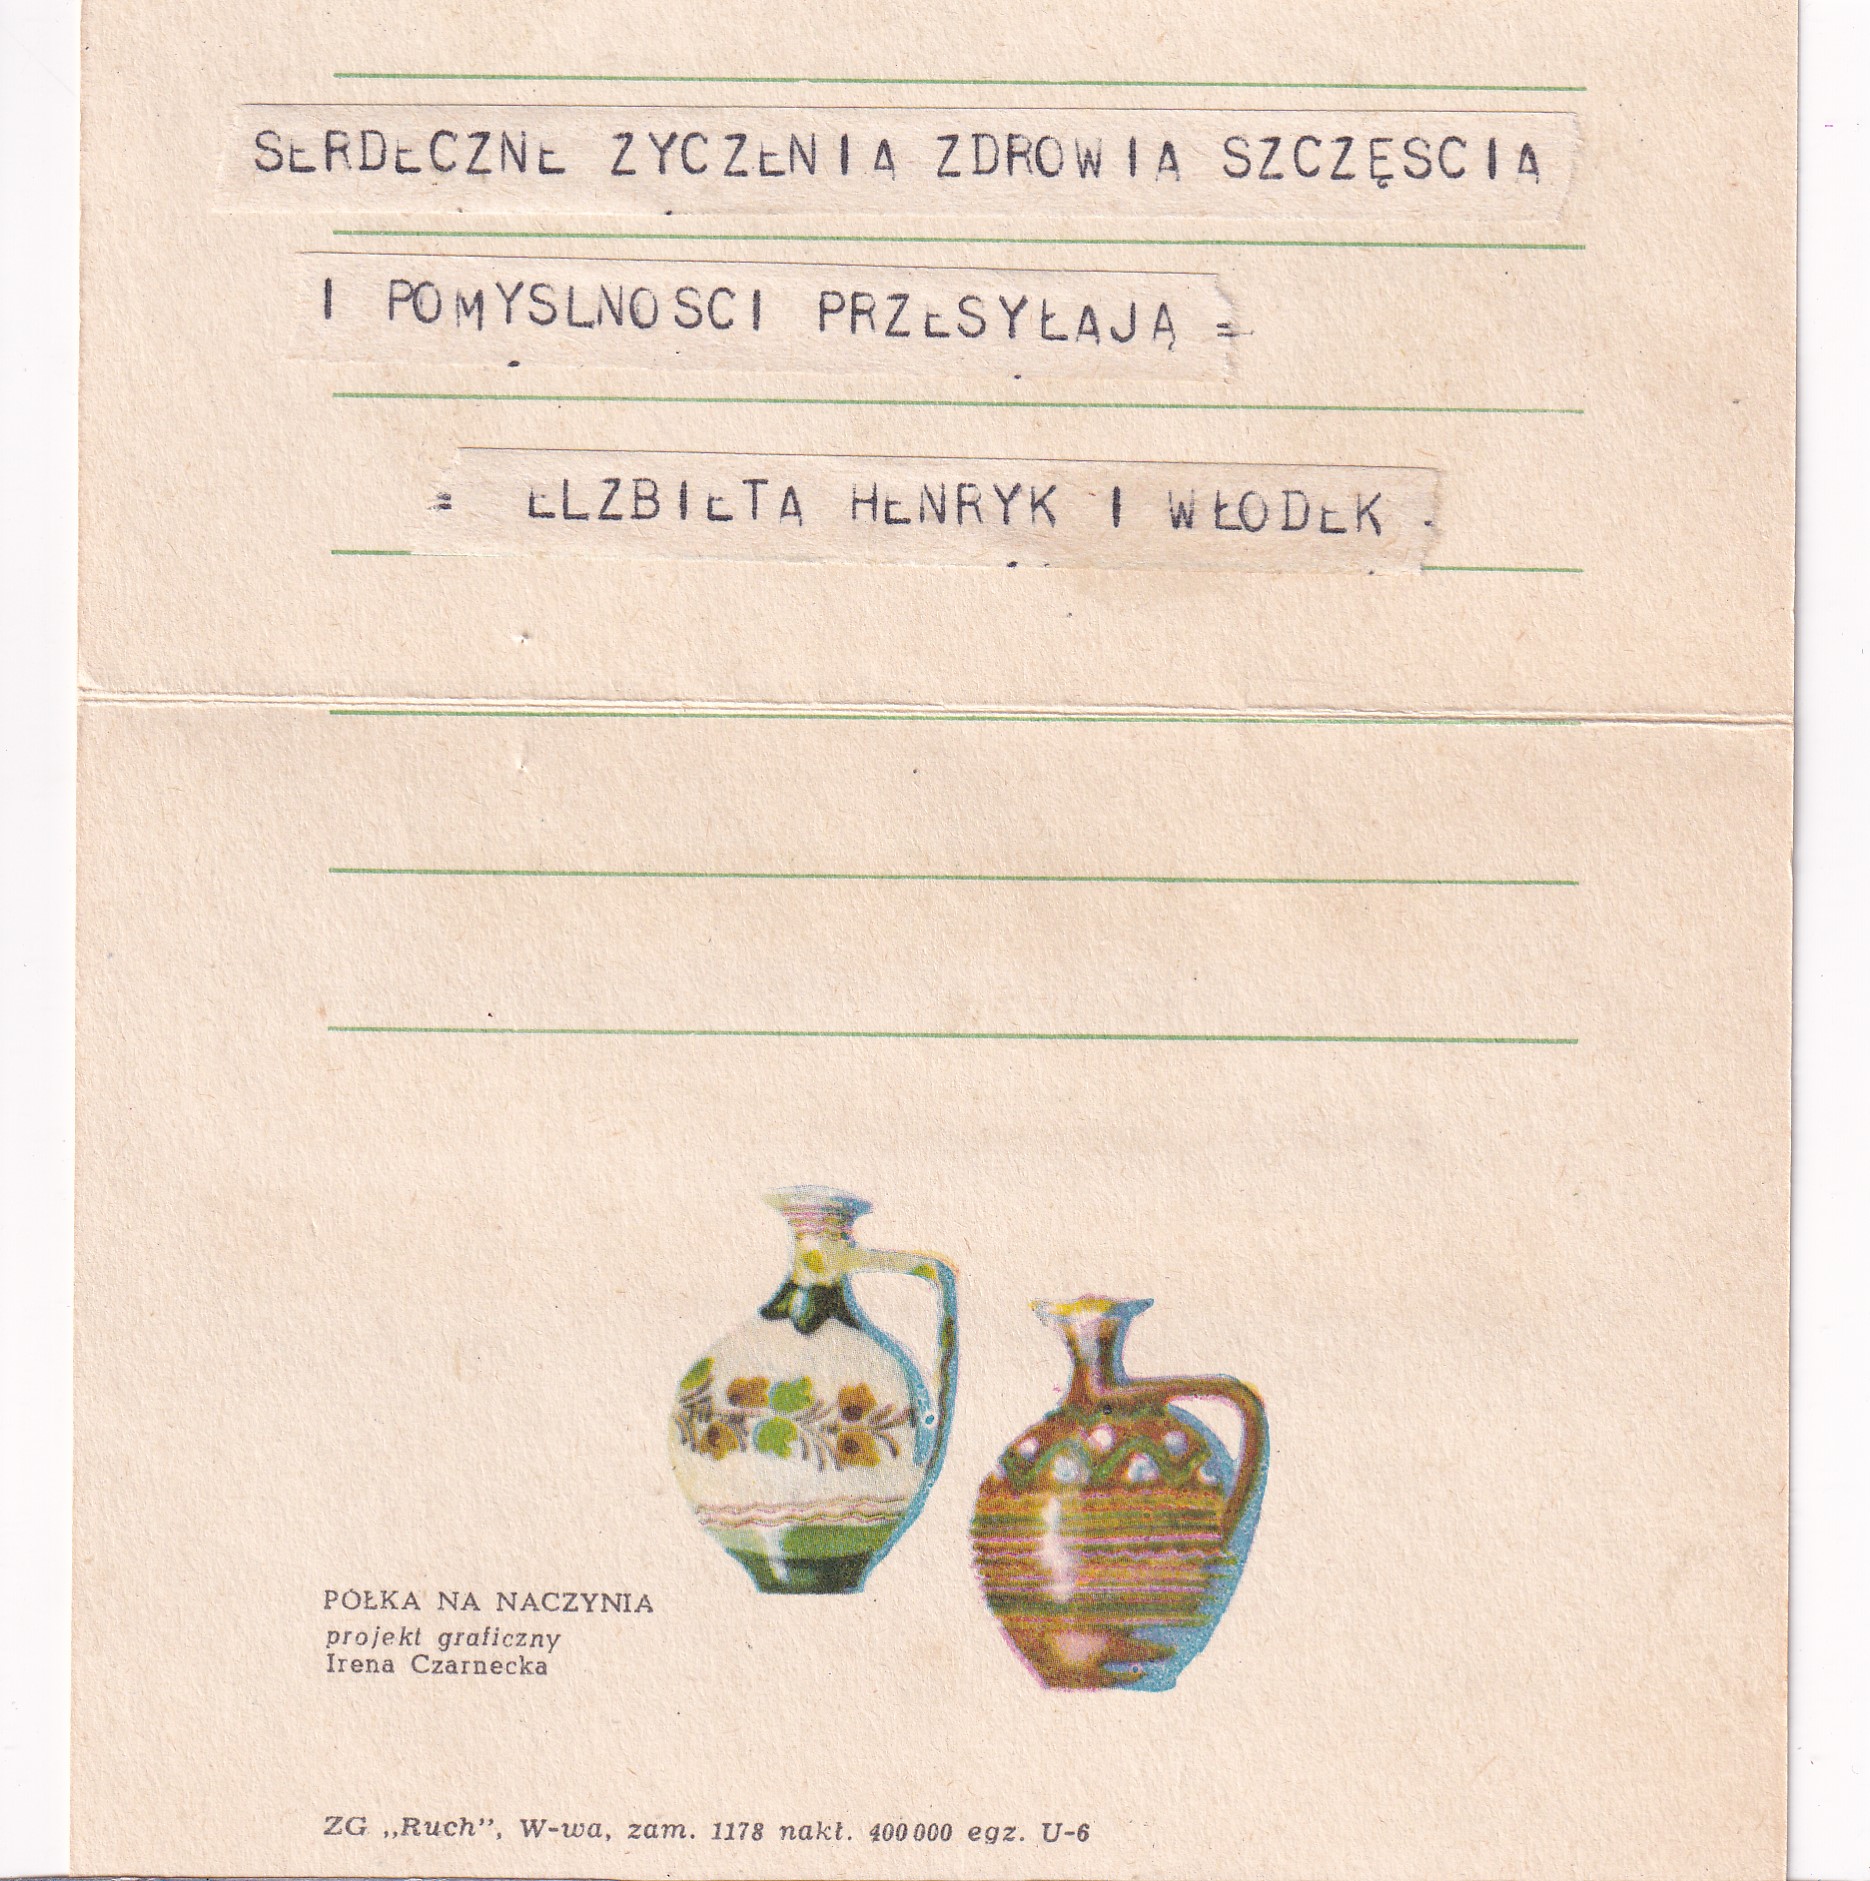 SERDECZNE ZYCZENIA ZDROWIA SZCZĘSCIA
I POMYSLNOSCI PRZESYŁAJĄ =
= ELZBIETA HENRYK I WŁODEK .
PÓŁKA NA NACZYNIA
projekt graficzny
Irena Czarnecka
ZG „Ruch”, W-wa, zam. 1178 nakł. 400 000 egz. U-6